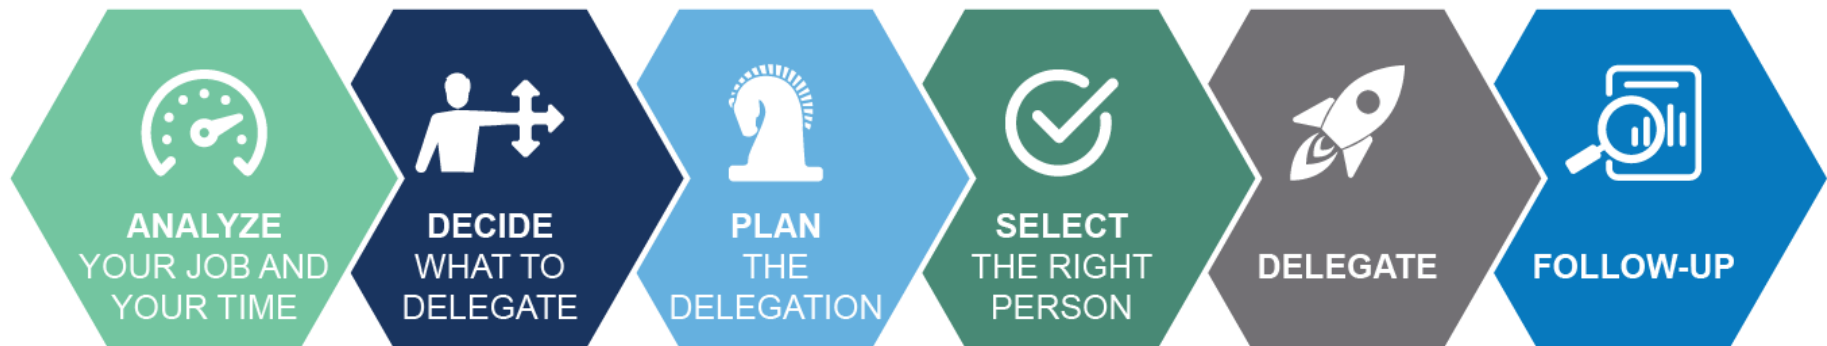 ANALYZE
YOUR JOB AND
YOUR TIME
DECIDE
WHAT TO
DELEGATE
PLAN
THE
DELEGATION
SELECT
THE RIGHT
PERSON
DELEGATE
FOLLOW-UP